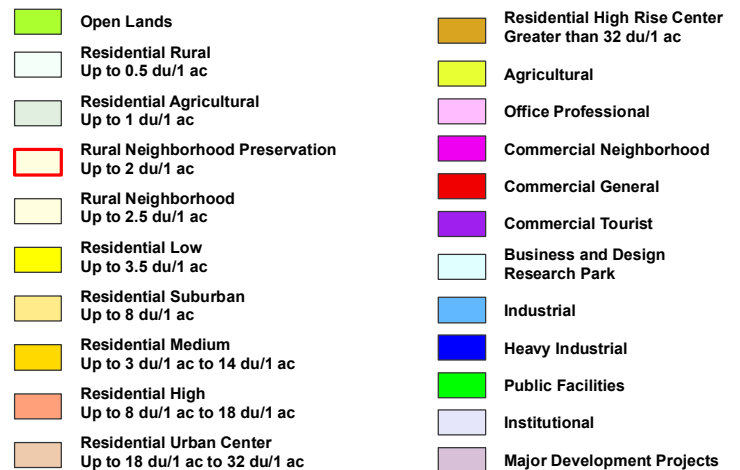 Open Lands
Residential Rural
Up to 0.5 du/1 ac
Residential Agricultural
Up to 1 du/1 ac
Rural Neighborhood Preservation
Up to 2 du/1 ac
Rural Neighborhood
Up to 2.5 du/1 ac
Residential Low
Up to 3.5 du/1 ac
Residential Suburban
Up to 8 du/1 ac
Residential Medium
Up to 3 du/1 ac to 14 du/1 ac
Residential High
Up to 8 du/1 ac to 18 du/1 ac
Residential Urban Center
Up to 18 du/1 ac to 32 du/1 ac
Residential High Rise Center
Greater than 32 du/1 ac
Agricultural
Office Professional
Commercial Neighborhood
Commercial General
Commercial Tourist
Business and Design
Research Park
Industrial
Heavy Industrial
Public Facilities
Institutional
Major Development Projects